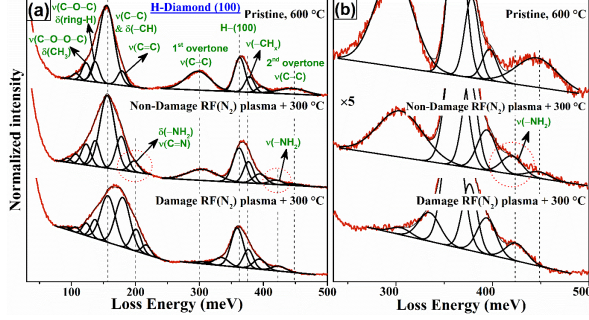 (a)
H-Diamond (100)
Pristine, 600 °C
ν(C−O−C)
δ(ring-H)
ν(C−C)
& δ(−CH)
ν(C−O−O−C)
δ(CH₃)
ν(C=C)
1st overtone
ν(C−C)
H−(100)
ν(−CHₓ)
2nd overtone
ν(C−C)
Non-Damage RF(N₂) plasma + 300 °C
δ(−NH₂)
ν(C=N)
ν(−NH₂)
Damage RF(N₂) plasma + 300 °C
Normalized intensity
100 200 300 400 500
30
Loss Energy (meV)
(b)
Pristine, 600 °C
×5
Non-Damage RF(N₂) plasma + 300 °C
ν(−NH₂)
Damage RF(N₂) plasma + 300 °C
300 400 500
240
Loss Energy (meV)